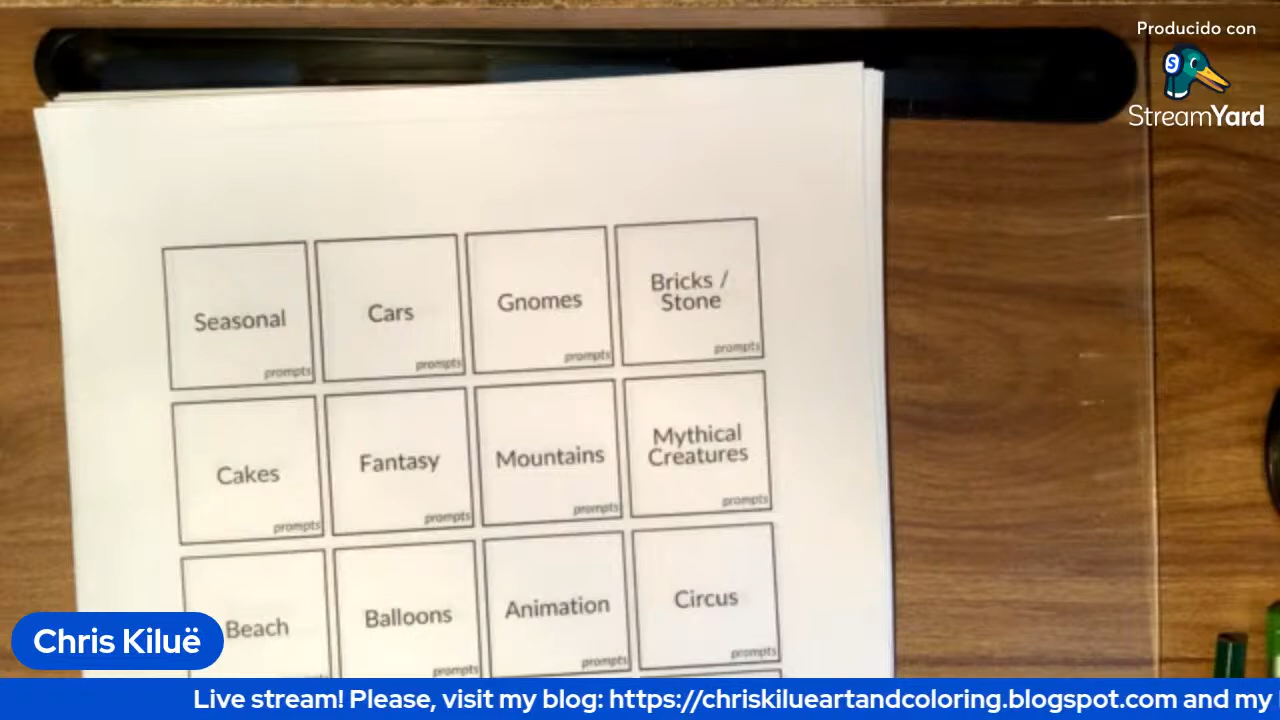 Producido con
StreamYard
Seasonal
prompts
Cars
prompts
Gnomes
prompts
Bricks /
Stone
prompts
Cakes
prompts
Fantasy
prompts
Mountains
prompts
Mythical
Creatures
prompts
Beach
Balloons
prompts
Animation
prompts
Circus
prompts
Chris Kiluë
Live stream! Please, visit my blog: https://chriskilueartandcoloring.blogspot.com and my